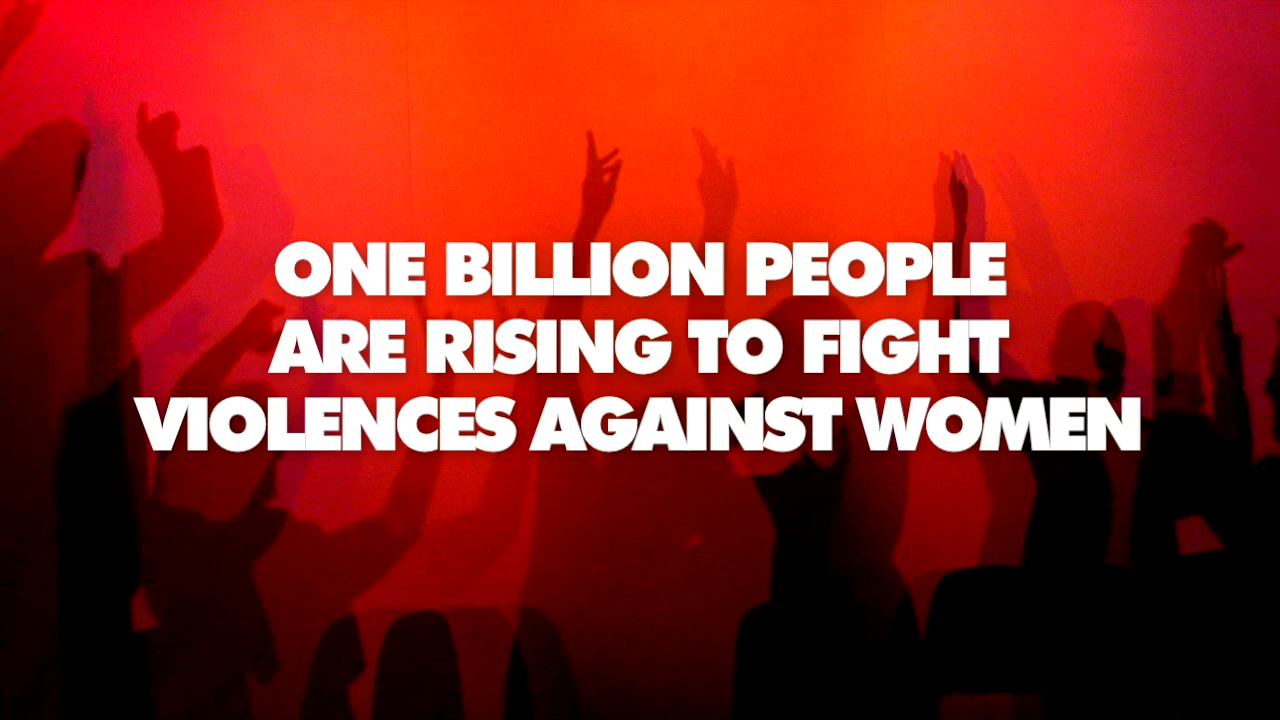 ONE BILLION PEOPLE
ARE RISING TO FIGHT
VIOLENCES AGAINST WOMEN